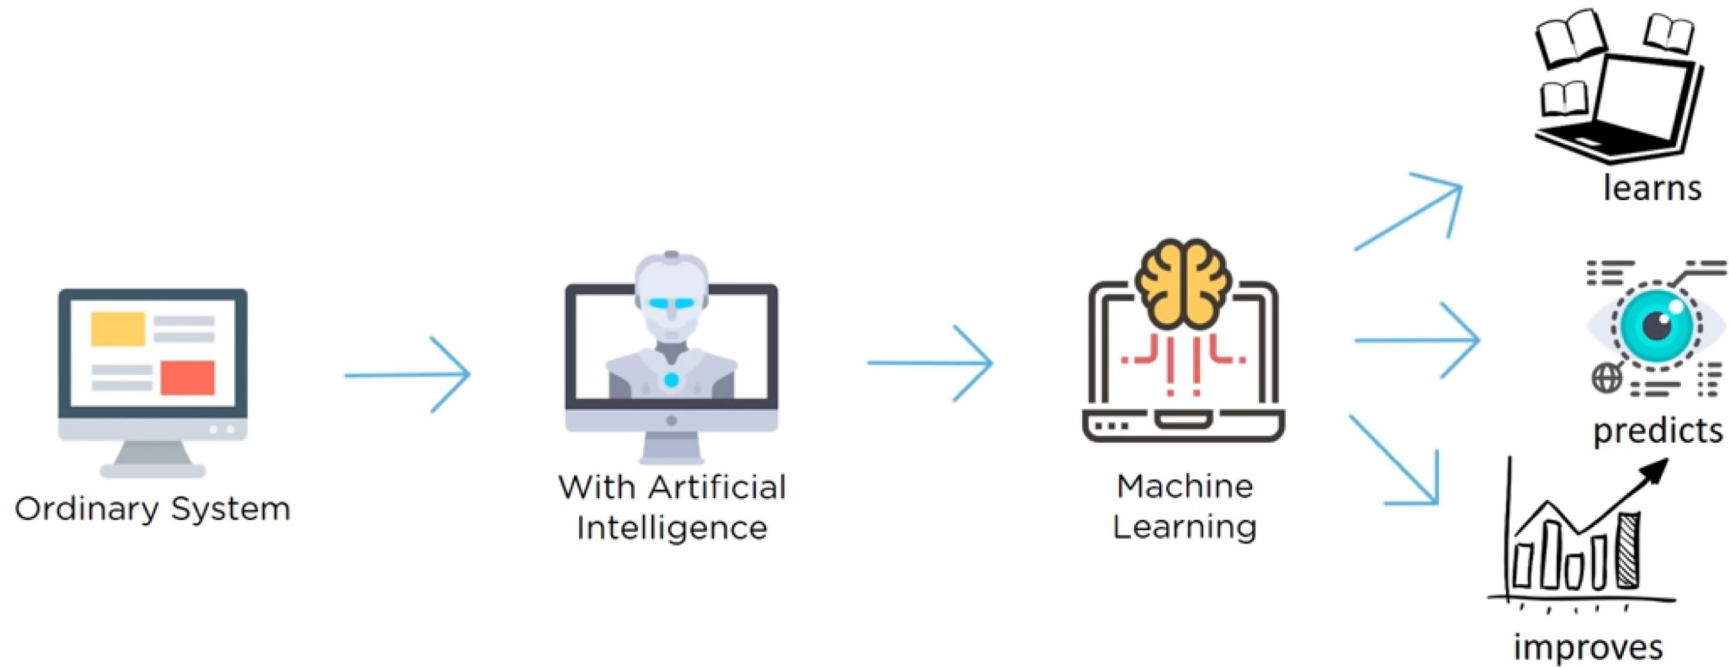 Ordinary System
With Artificial
Intelligence
Machine
Learning
learns
predicts
improves